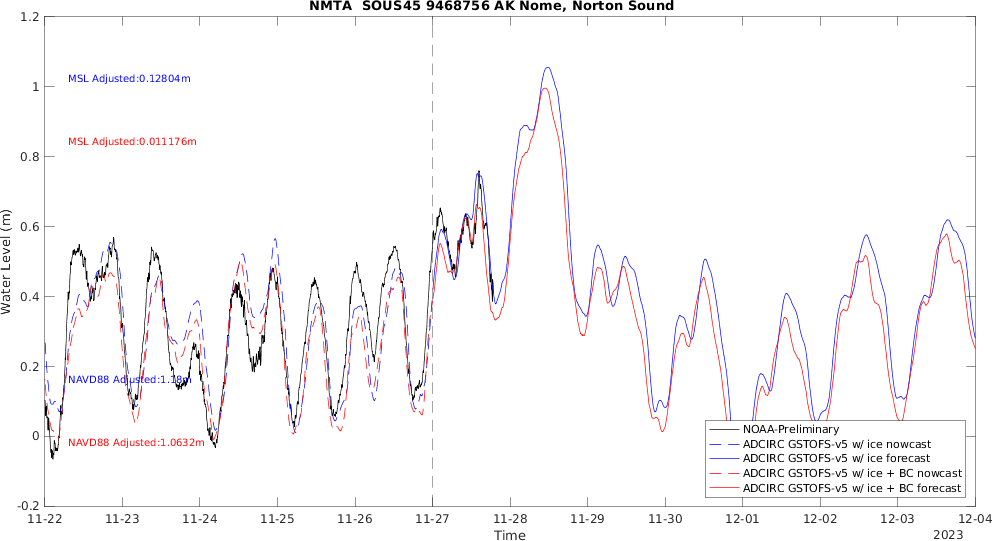 NMTA  SOUS45 9468756 AK Nome, Norton Sound
1.2
1
0.8
0.6
0.4
0.2
0
-0.2
Water Level (m)
MSL Adjusted:0.12804m
MSL Adjusted:0.011176m
NAVD88 Adjusted:1.18m
NAVD88 Adjusted:1.0632m
NOAA-Preliminary
ADCIRC GSTOFS-v5 w/ ice nowcast
ADCIRC GSTOFS-v5 w/ ice forecast
ADCIRC GSTOFS-v5 w/ ice + BC nowcast
ADCIRC GSTOFS-v5 w/ ice + BC forecast
11-22 11-23 11-24 11-25 11-26 11-27 11-28 11-29 11-30 12-01 12-02 12-03 12-04
Time
2023